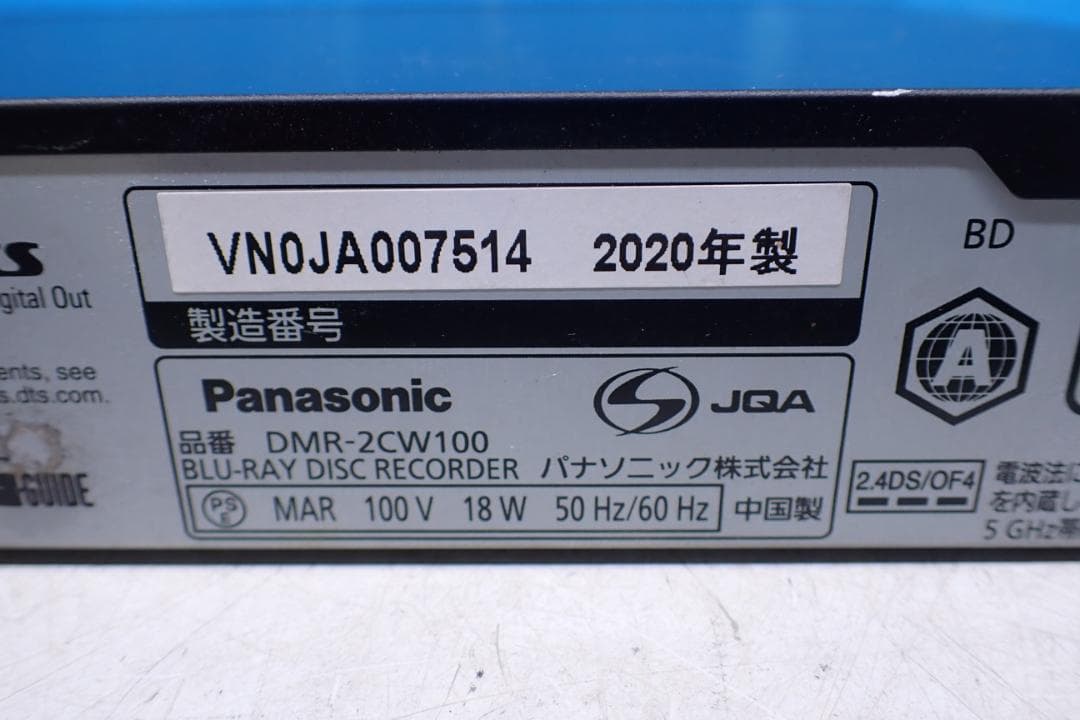 VN0JA007514 2020年製
製造番号
BD
gital Out
ents, see
s.dts.com.
GUIDE
Panasonic
JQA
品番 DMR-2CW100
BLU-RAY DISC RECORDER パナソニック株式会社
PSE MAR 100 V 18 W 50 Hz/60 Hz 中国製
A
2.4DS/OF4
電波法に
を内蔵し
5 GHz帯